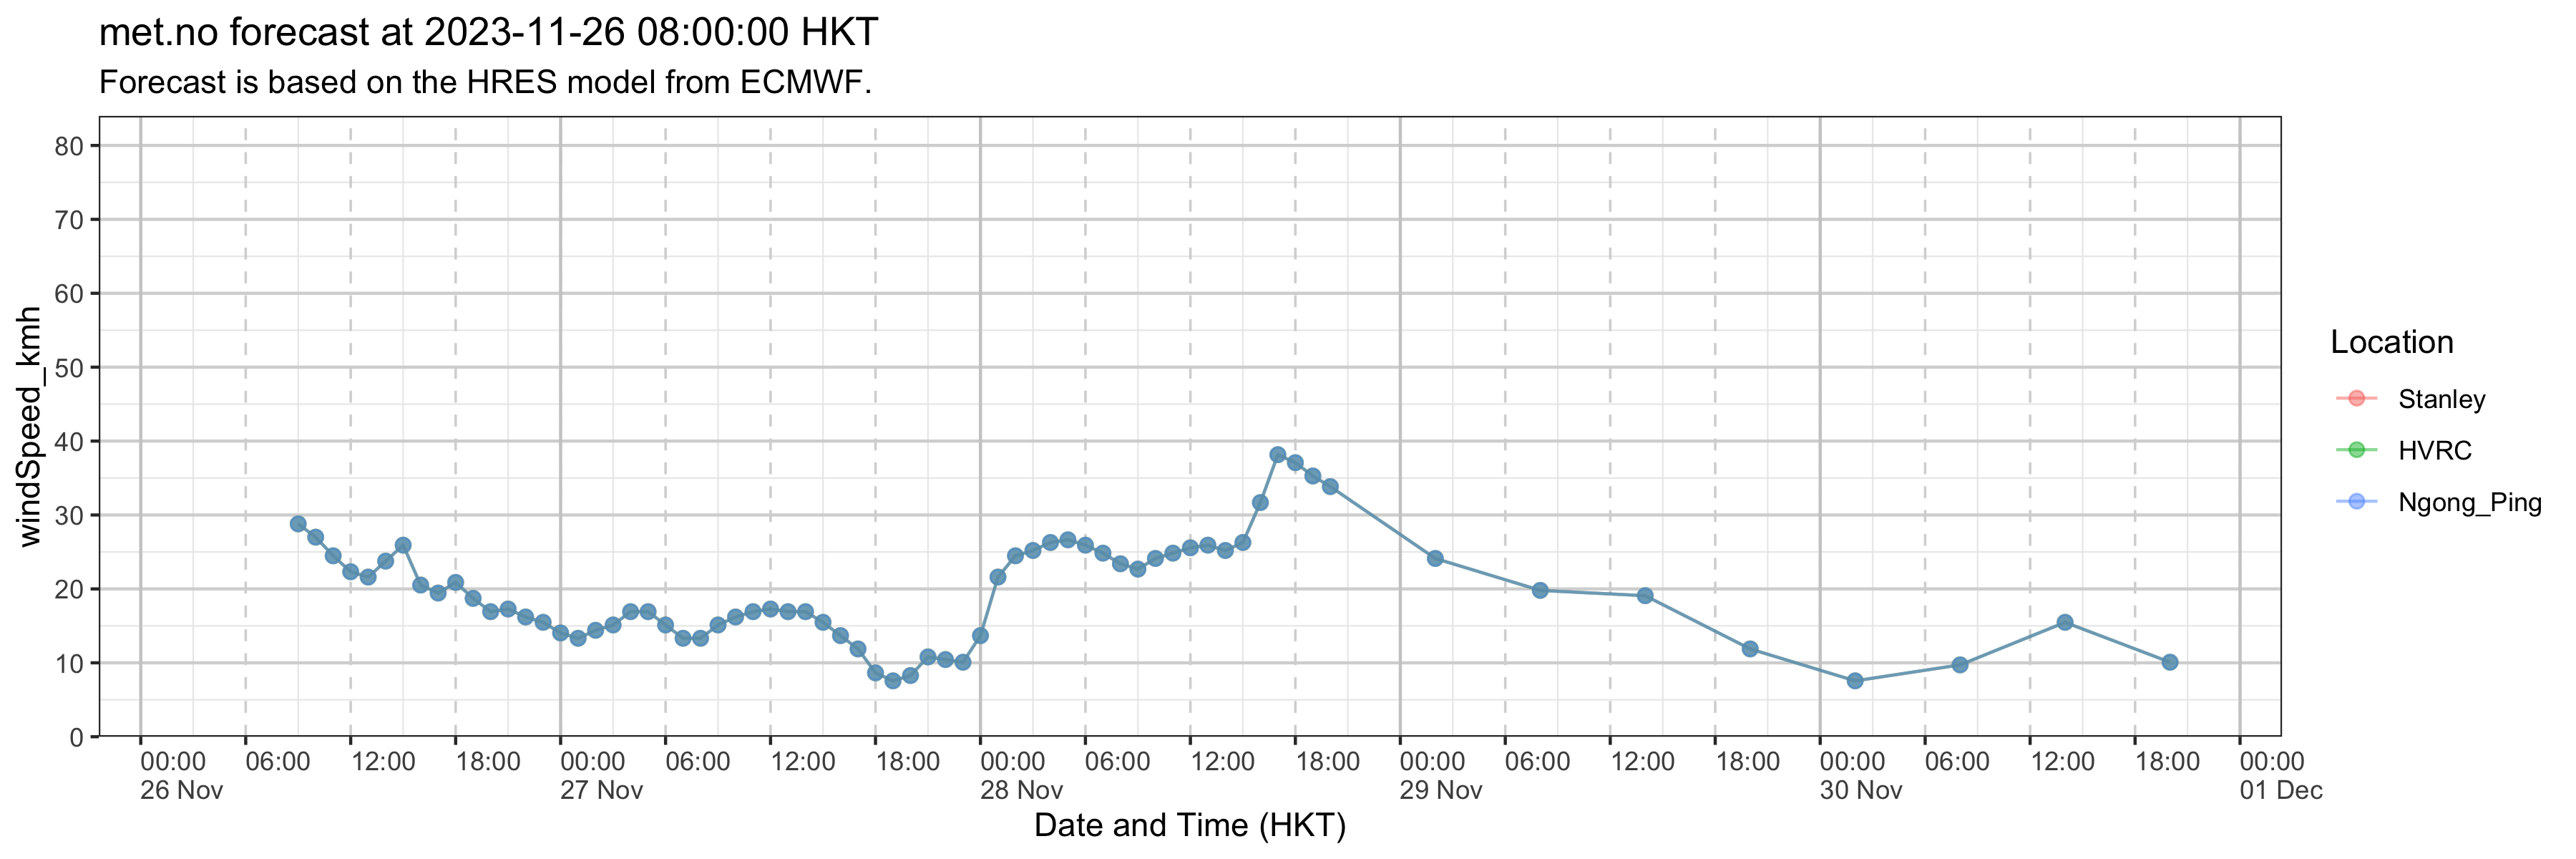 met.no forecast at 2023-11-26 08:00:00 HKT
Forecast is based on the HRES model from ECMWF.
windSpeed_kmh
80
70
60
50
40
30
20
10
0
00:00 06:00 12:00 18:00 00:00 06:00 12:00 18:00 00:00 06:00 12:00 18:00 00:00 06:00 12:00 18:00 00:00 06:00 12:00 18:00 00:00
26 Nov 27 Nov 28 Nov 29 Nov 30 Nov 01 Dec
Date and Time (HKT)
Location
Stanley
HVRC
Ngong_Ping